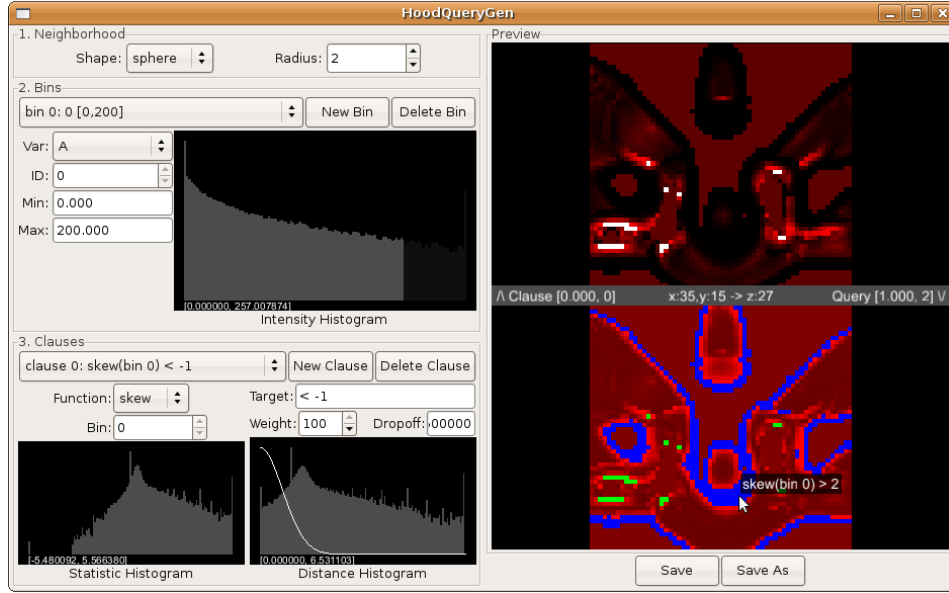 HoodQueryGen
1. Neighborhood
Shape: sphere Radius: 2
2. Bins
bin 0: 0 [0,200] New Bin Delete Bin
Var: A
ID: 0
Min: 0.000
Max: 200.000
[0.000000, 257.007874]
Intensity Histogram
3. Clauses
clause 0: skew(bin 0) < -1 New Clause Delete Clause
Function: skew Target: < -1
Bin: 0 Weight: 100 Dropoff: 00000
[-5.480092, 5.566380] [0.000000, 6.531103]
Statistic Histogram Distance Histogram
Preview
/\ Clause [0.000, 0] x:35,y:15 -> z:27 Query [1.000, 2] \/
skew(bin 0) > 2
Save Save As